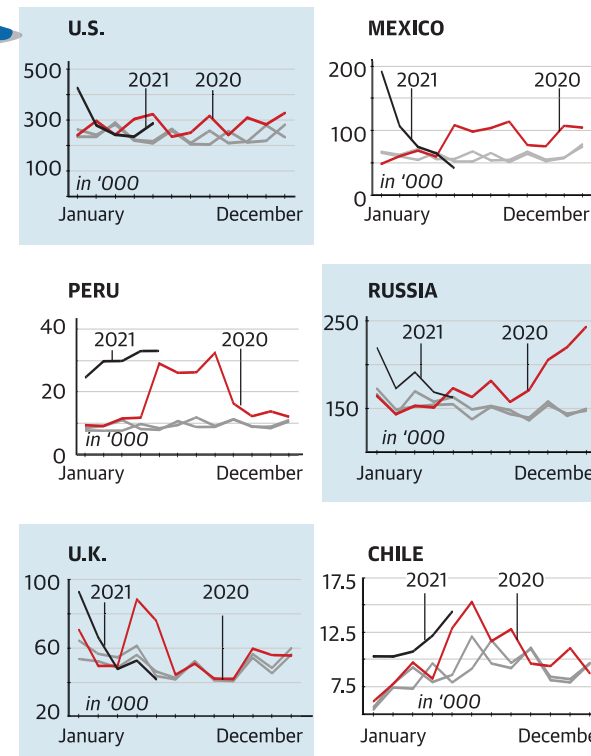 U.S.
500
300
100
2021
2020
in ‘000
January
December
MEXICO
200
100
0
2021
2020
in ‘000
January
December
PERU
40
20
0
2021
2020
in ‘000
January
December
RUSSIA
250
150
2021
2020
in ‘000
January
Decembe
U.K.
100
60
20
2021
2020
in ‘000
January
December
CHILE
17.5
12.5
7.5
2021
2020
in ‘000
January
Decembe